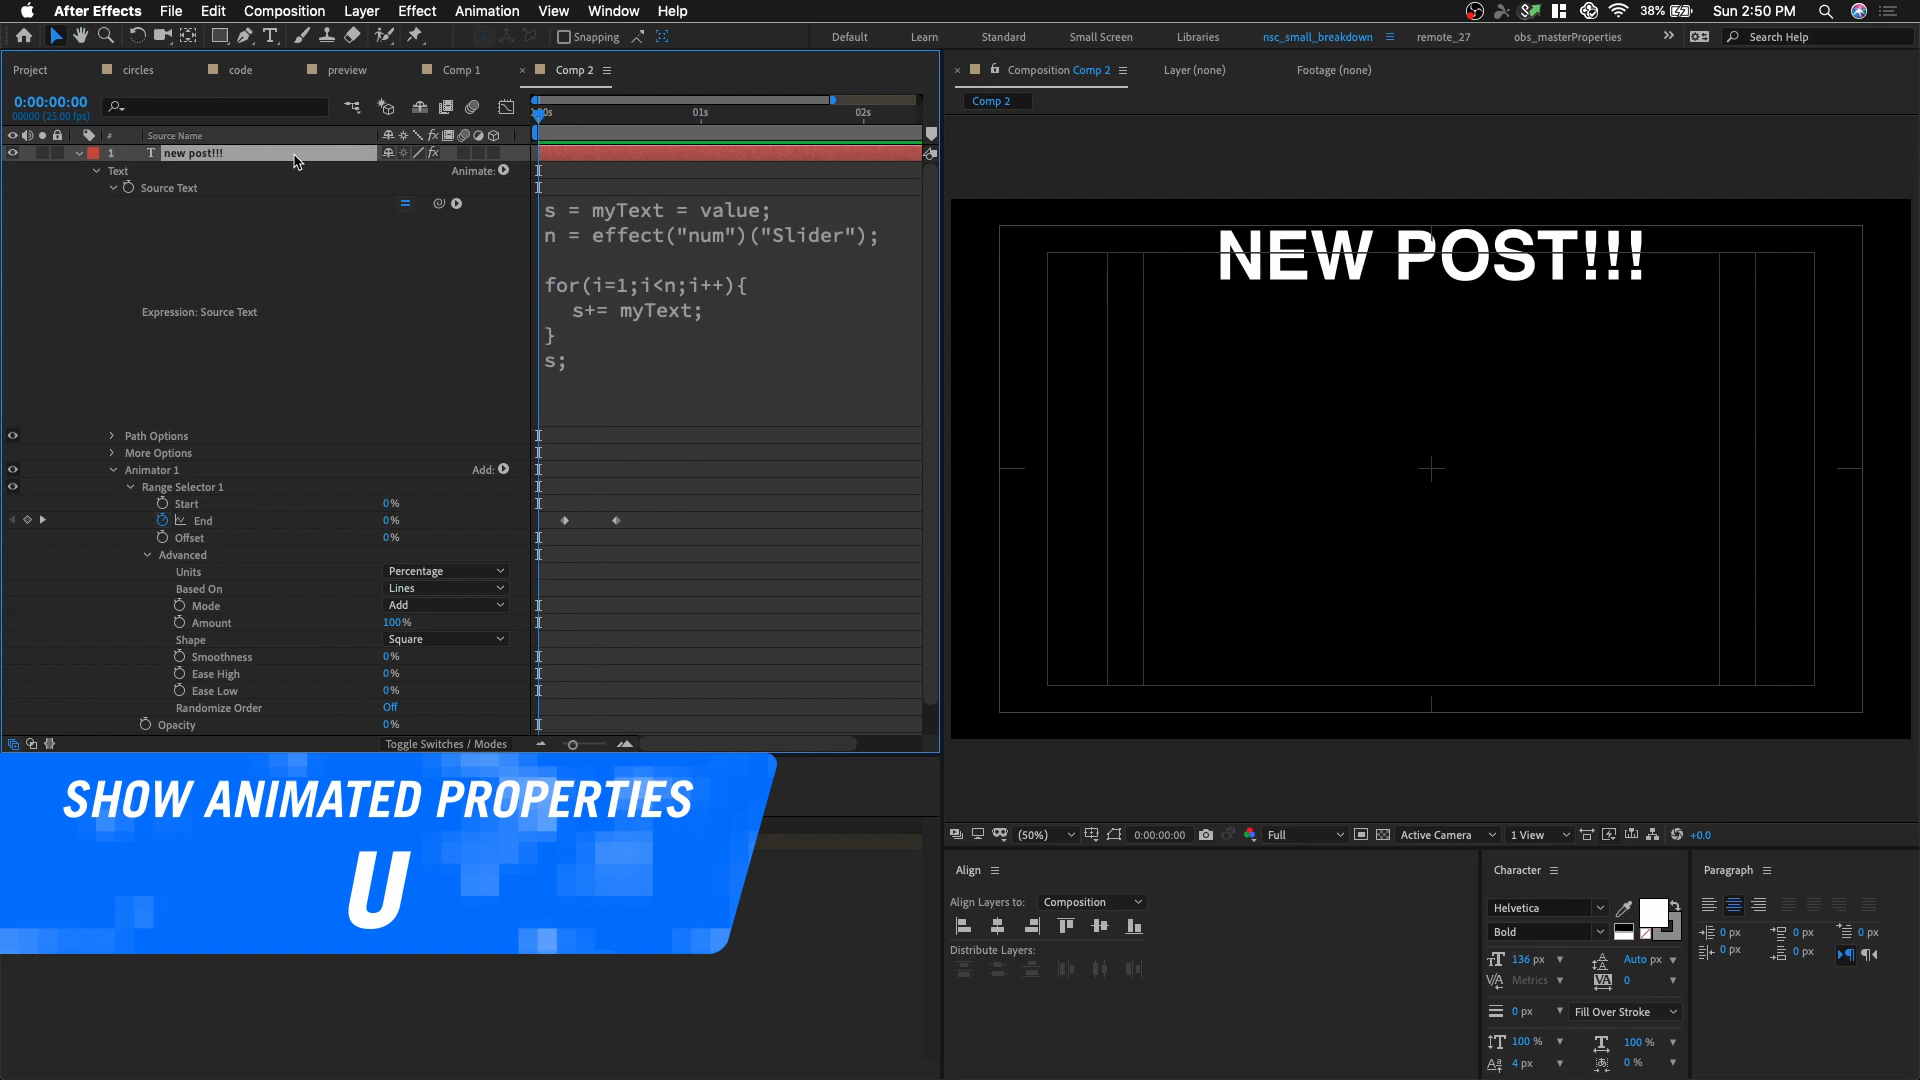 After Effects File Edit Composition Layer Effect Animation View Window Help 38% Sun 2:50 PM
Snapping Default Learn Standard Small Screen Libraries nsc_small_breakdown remote_27 obs_masterProperties Search Help
Project circles code preview Comp 1 Comp 2
0:00:00:00
00000 (25.00 fps)
:00s 01s 02s
# Source Name
1 T new post!!!
Text Animate:
Source Text
s = myText = value;
n = effect("num")("Slider");
for(i=1;i<n;i++){
s+= myText;
}
s;
Expression: Source Text
Path Options
More Options
Animator 1 Add:
Range Selector 1
Start 0%
End 0%
Offset 0%
Advanced
Units Percentage
Based On Lines
Mode Add
Amount 100%
Shape Square
Smoothness 0%
Ease High 0%
Ease Low 0%
Randomize Order Off
Opacity 0%
Toggle Switches / Modes
SHOW ANIMATED PROPERTIES
U
Composition Comp 2 Layer (none) Footage (none)
Comp 2
NEW POST!!!
(50%) 0:00:00:00 Full Active Camera 1 View +0.0
Align
Align Layers to: Composition
Distribute Layers:
Character
Helvetica
Bold
136 px Auto px
Metrics 0
0 px Fill Over Stroke
100 % 100 %
4 px 0 %
Paragraph
0 px 0 px 0 px
0 px 0 px